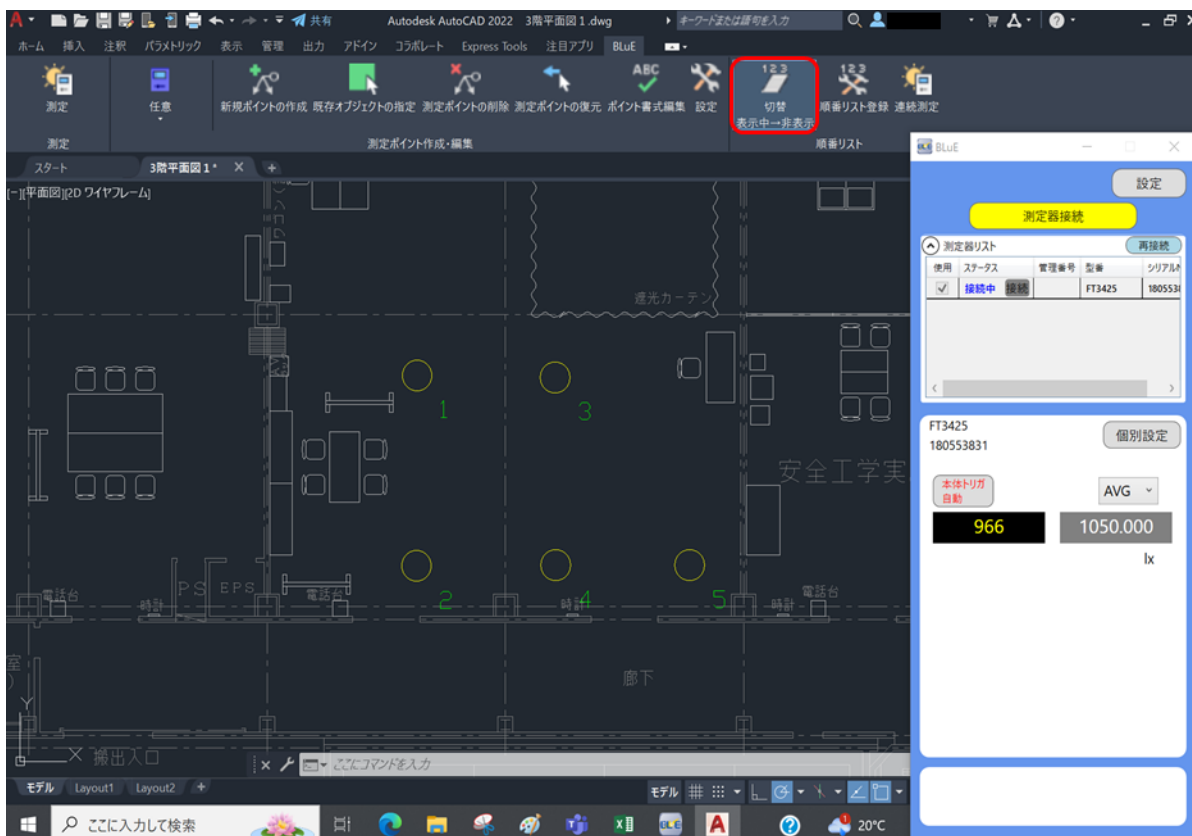 A 共有 Autodesk AutoCAD 2022 3階平面図1.dwg キーワードまたは語句を入力
ホーム 挿入 注釈 パラメトリック 表示 管理 出力 アドイン コラボレート Express Tools 注目アプリ BLuE
123 123
ABC
測定 任意 新規ポイントの作成 既存オブジェクトの指定 測定ポイントの削除 測定ポイントの復元 ポイント書式編集 設定 切替 順番リスト登録 連続測定
表示中→非表示
測定 測定ポイント作成・編集 順番リスト
スタート 3階平面図1*
[-][平面図][2D ワイヤフレーム]
遮光カーテン
1
3
安全工学実
PS EPS
電話台
時計
電話台
2
時計
4
5
時計
電話台
室
廊下
Y
X 搬出入口
ここにコマンドを入力
モデル Layout1 Layout2 +
モデル
BLuE
設定
測定器接続
測定器リスト 再接続
使用 ステータス 管理番号 型番
接続中 接続 FT3425 180553
FT3425
180553831
個別設定
本体トリガ
自動
AVG
966 1050.000
lx
ここに入力して検索 20°C